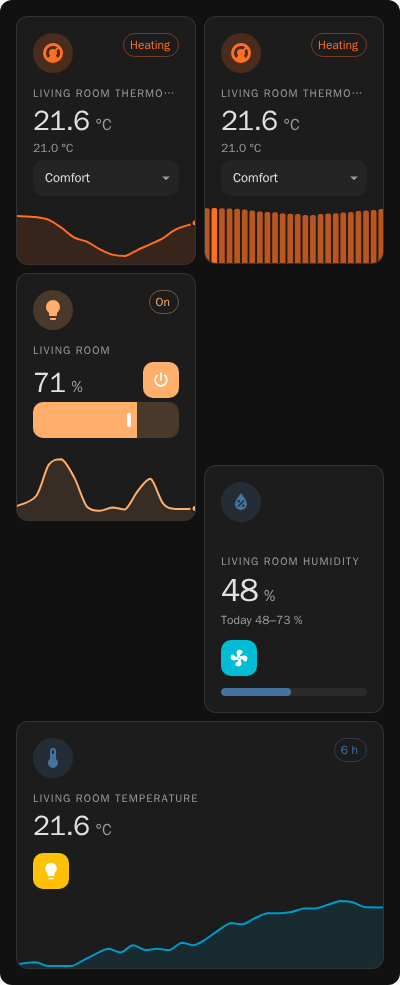 Heating
LIVING ROOM THERMO...
21.6 °C
21.0 °C
Comfort
Heating
LIVING ROOM THERMO...
21.6 °C
21.0 °C
Comfort
On
LIVING ROOM
71 %
LIVING ROOM HUMIDITY
48 %
Today 48–73 %
6 h
LIVING ROOM TEMPERATURE
21.6 °C